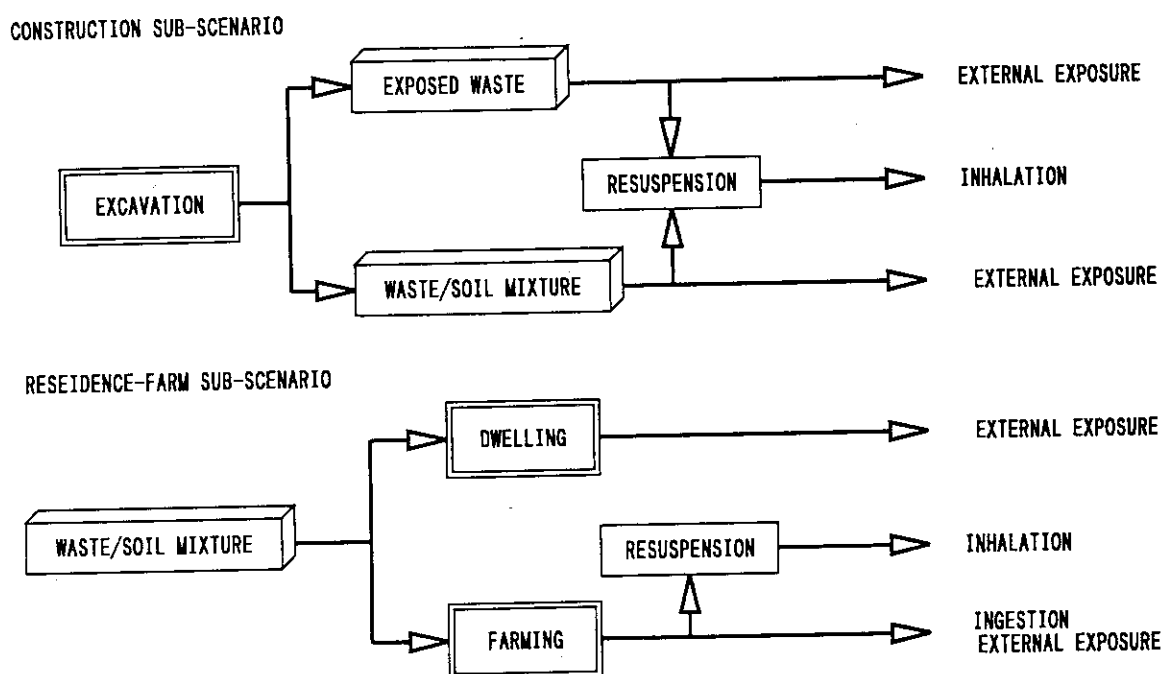 CONSTRUCTION SUB-SCENARIO
EXPOSED WASTE
EXTERNAL EXPOSURE
RESUSPENSION
INHALATION
EXCAVATION
WASTE/SOIL MIXTURE
EXTERNAL EXPOSURE
RESEIDENCE-FARM SUB-SCENARIO
DWELLING
EXTERNAL EXPOSURE
WASTE/SOIL MIXTURE
RESUSPENSION
INHALATION
FARMING
INGESTION
EXTERNAL EXPOSURE